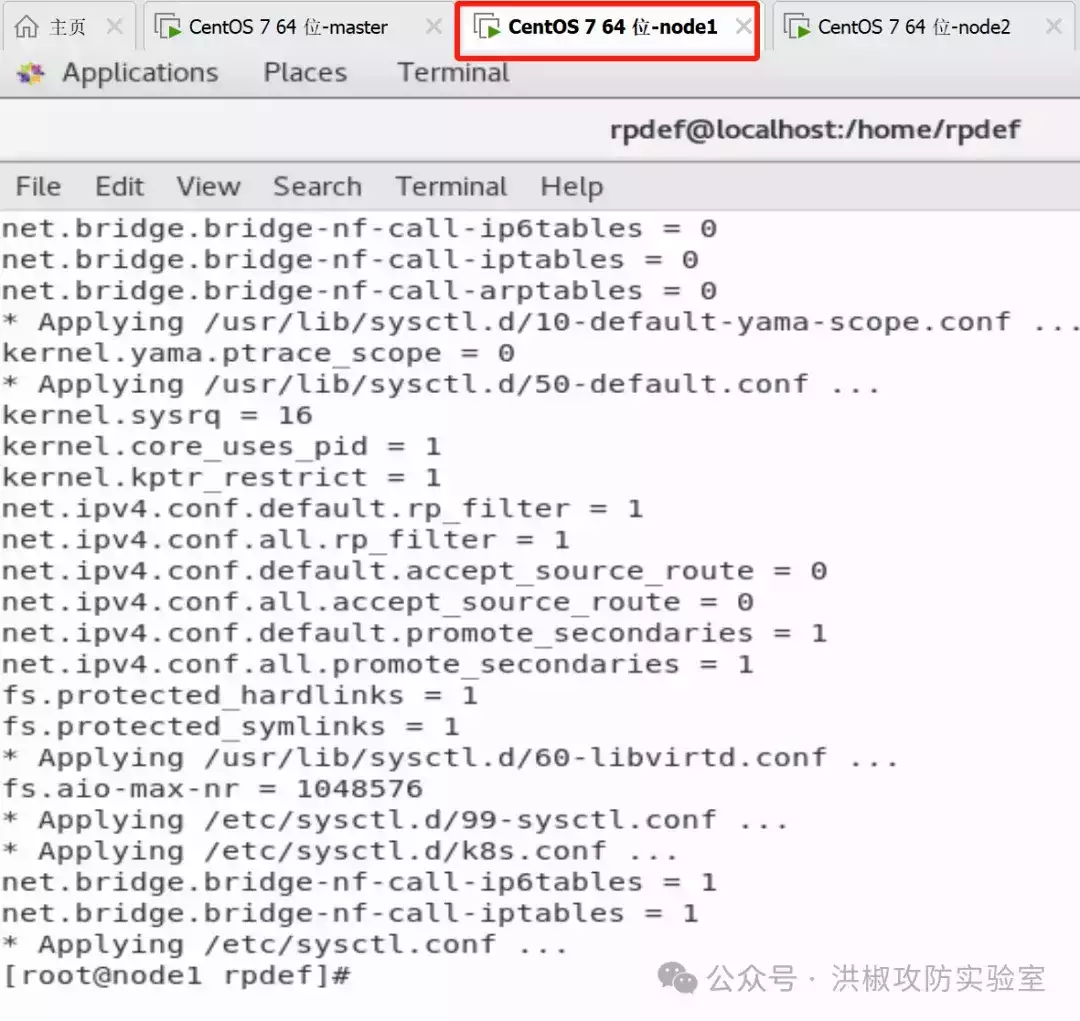 主页 CentOS 7 64 位-master CentOS 7 64 位-node1 CentOS 7 64 位-node2
Applications Places Terminal
rpdef@localhost:/home/rpdef
File Edit View Search Terminal Help
net.bridge.bridge-nf-call-ip6tables = 0
net.bridge.bridge-nf-call-iptables = 0
net.bridge.bridge-nf-call-arptables = 0
* Applying /usr/lib/sysctl.d/10-default-yama-scope.conf ...
kernel.yama.ptrace_scope = 0
* Applying /usr/lib/sysctl.d/50-default.conf ...
kernel.sysrq = 16
kernel.core_uses_pid = 1
kernel.kptr_restrict = 1
net.ipv4.conf.default.rp_filter = 1
net.ipv4.conf.all.rp_filter = 1
net.ipv4.conf.default.accept_source_route = 0
net.ipv4.conf.all.accept_source_route = 0
net.ipv4.conf.default.promote_secondaries = 1
net.ipv4.conf.all.promote_secondaries = 1
fs.protected_hardlinks = 1
fs.protected_symlinks = 1
* Applying /usr/lib/sysctl.d/60-libvirtd.conf ...
fs.aio-max-nr = 1048576
* Applying /etc/sysctl.d/99-sysctl.conf ...
* Applying /etc/sysctl.d/k8s.conf ...
net.bridge.bridge-nf-call-ip6tables = 1
net.bridge.bridge-nf-call-iptables = 1
* Applying /etc/sysctl.conf ...
[root@node1 rpdef]#
公众号 · 洪椒攻防实验室